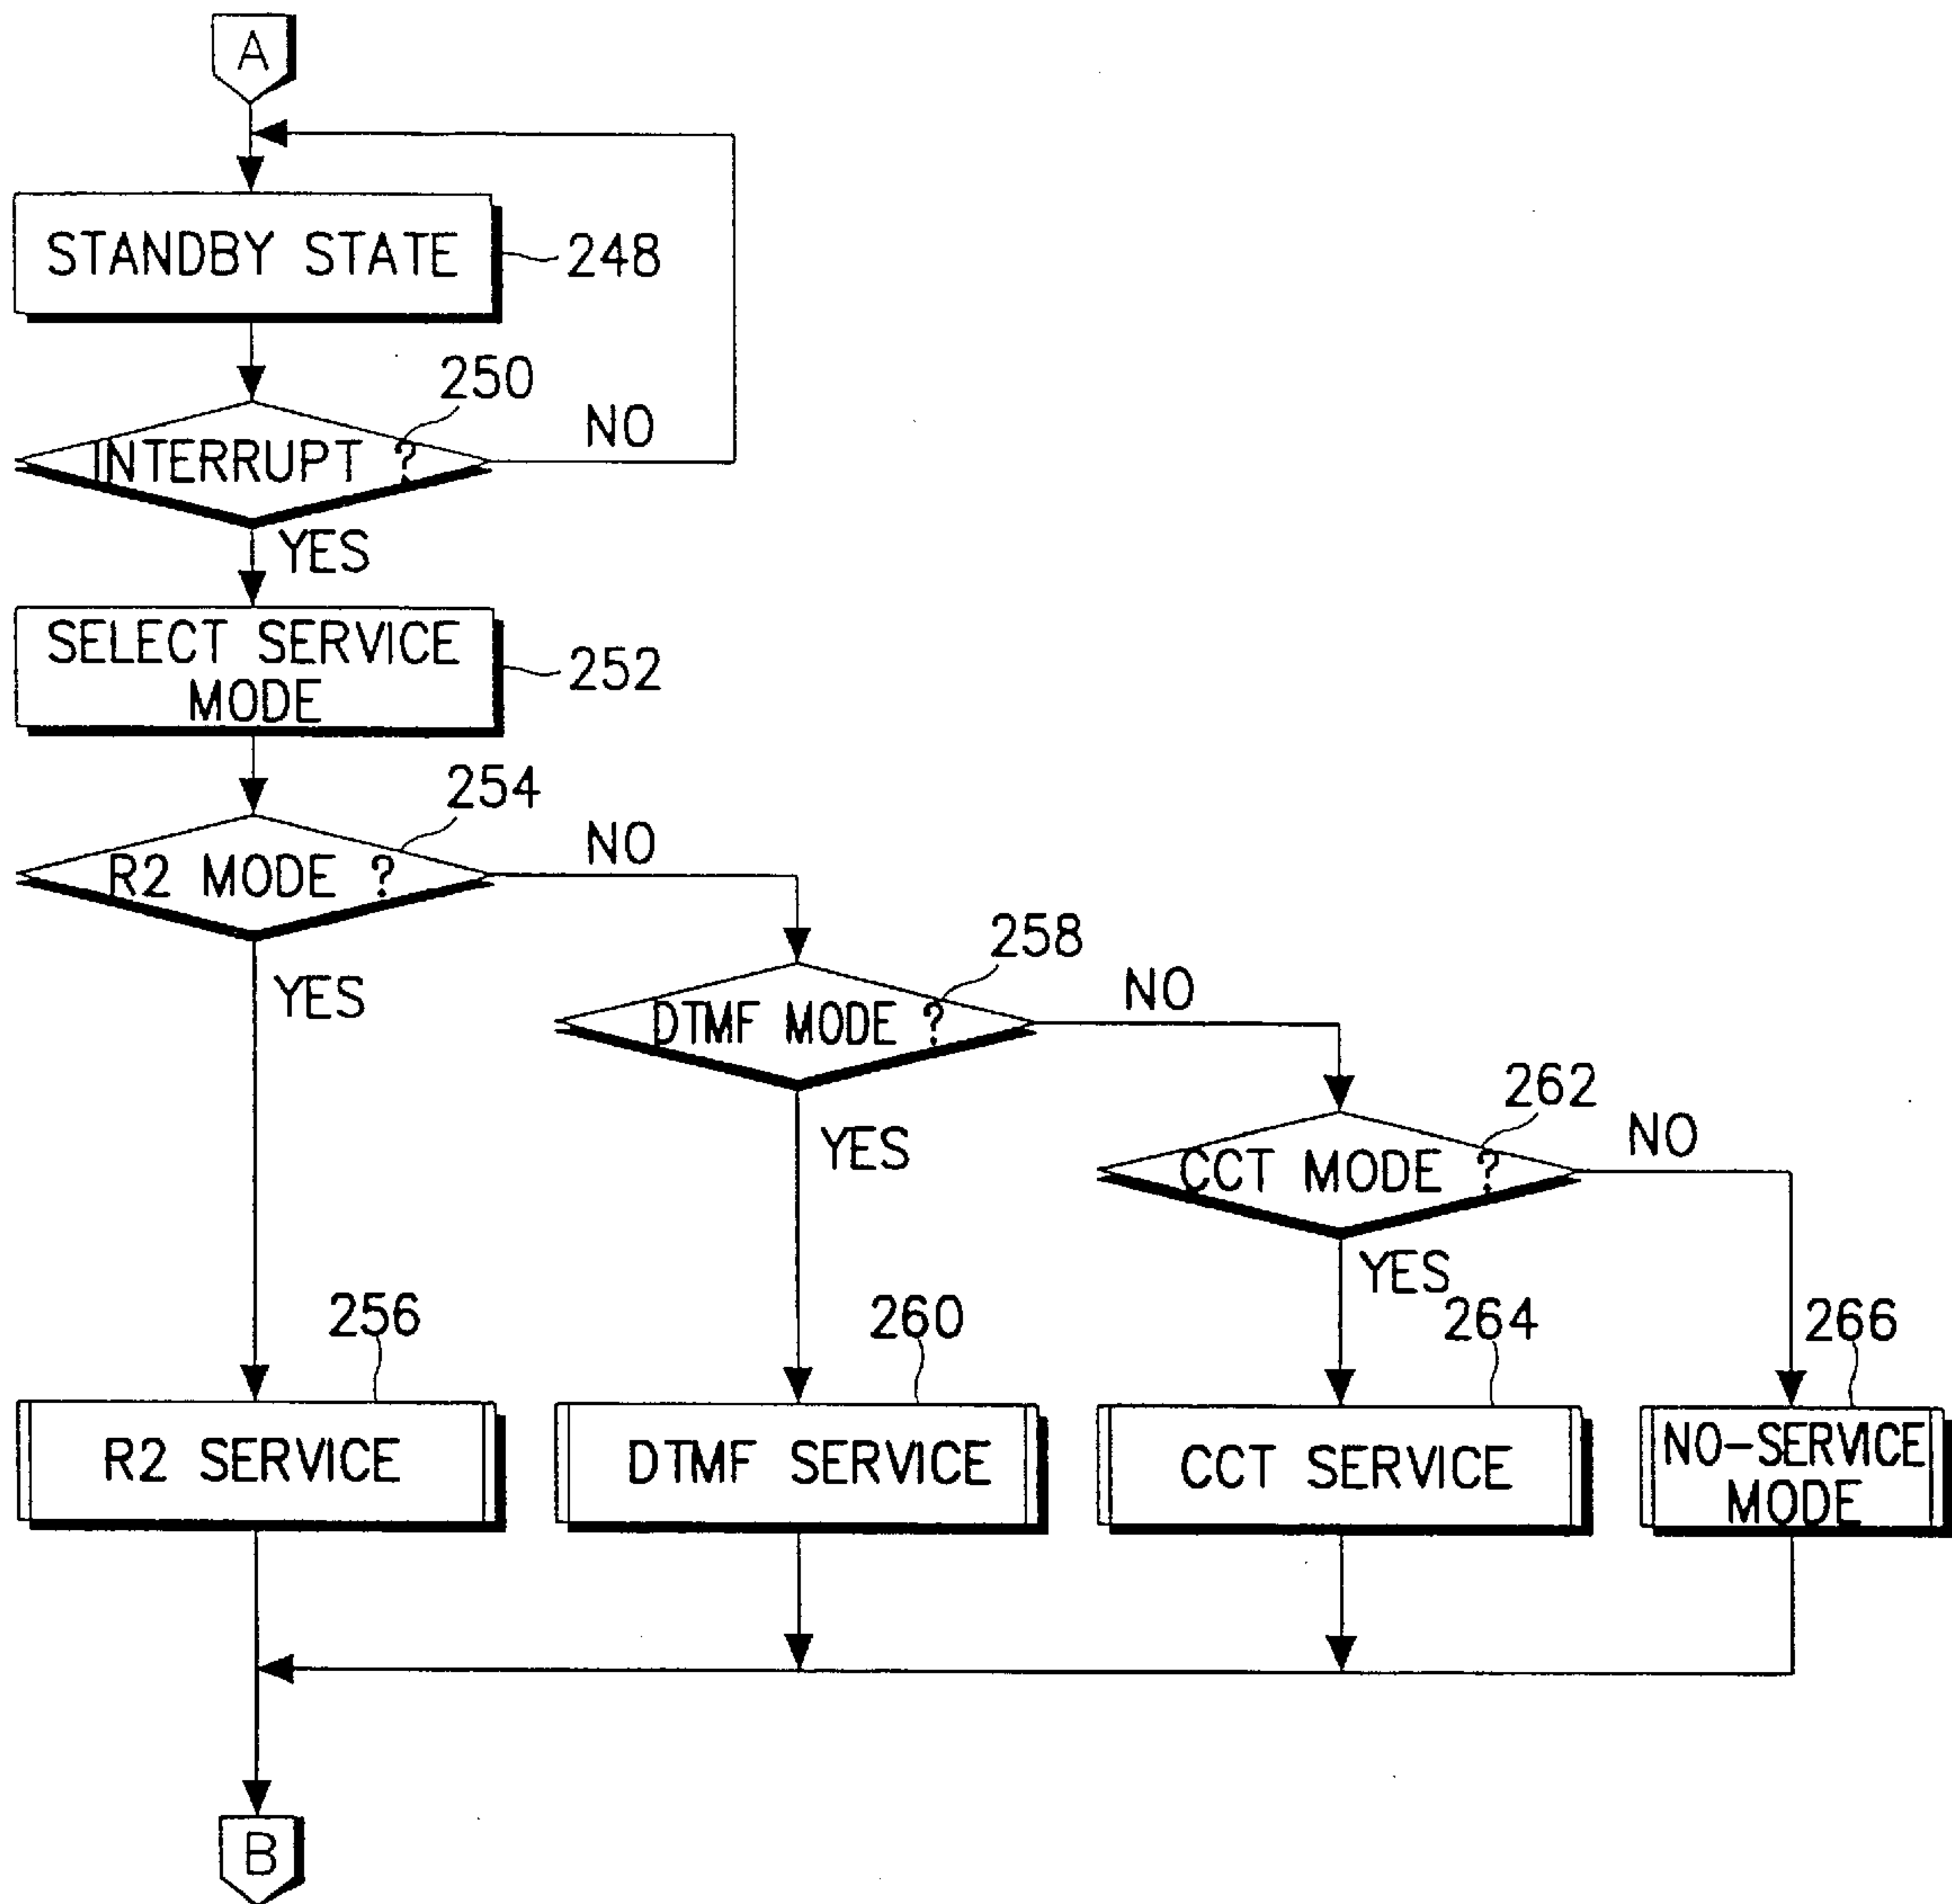 A
STANDBY STATE
248
250
INTERRUPT ?
NO
YES
SELECT SERVICE
MODE
252
254
R2 MODE ?
NO
YES
258
DTMF MODE ?
NO
YES
262
CCT MODE ?
NO
YES
256
260
264
266
R2 SERVICE
DTMF SERVICE
CCT SERVICE
NO-SERVICE
MODE
B